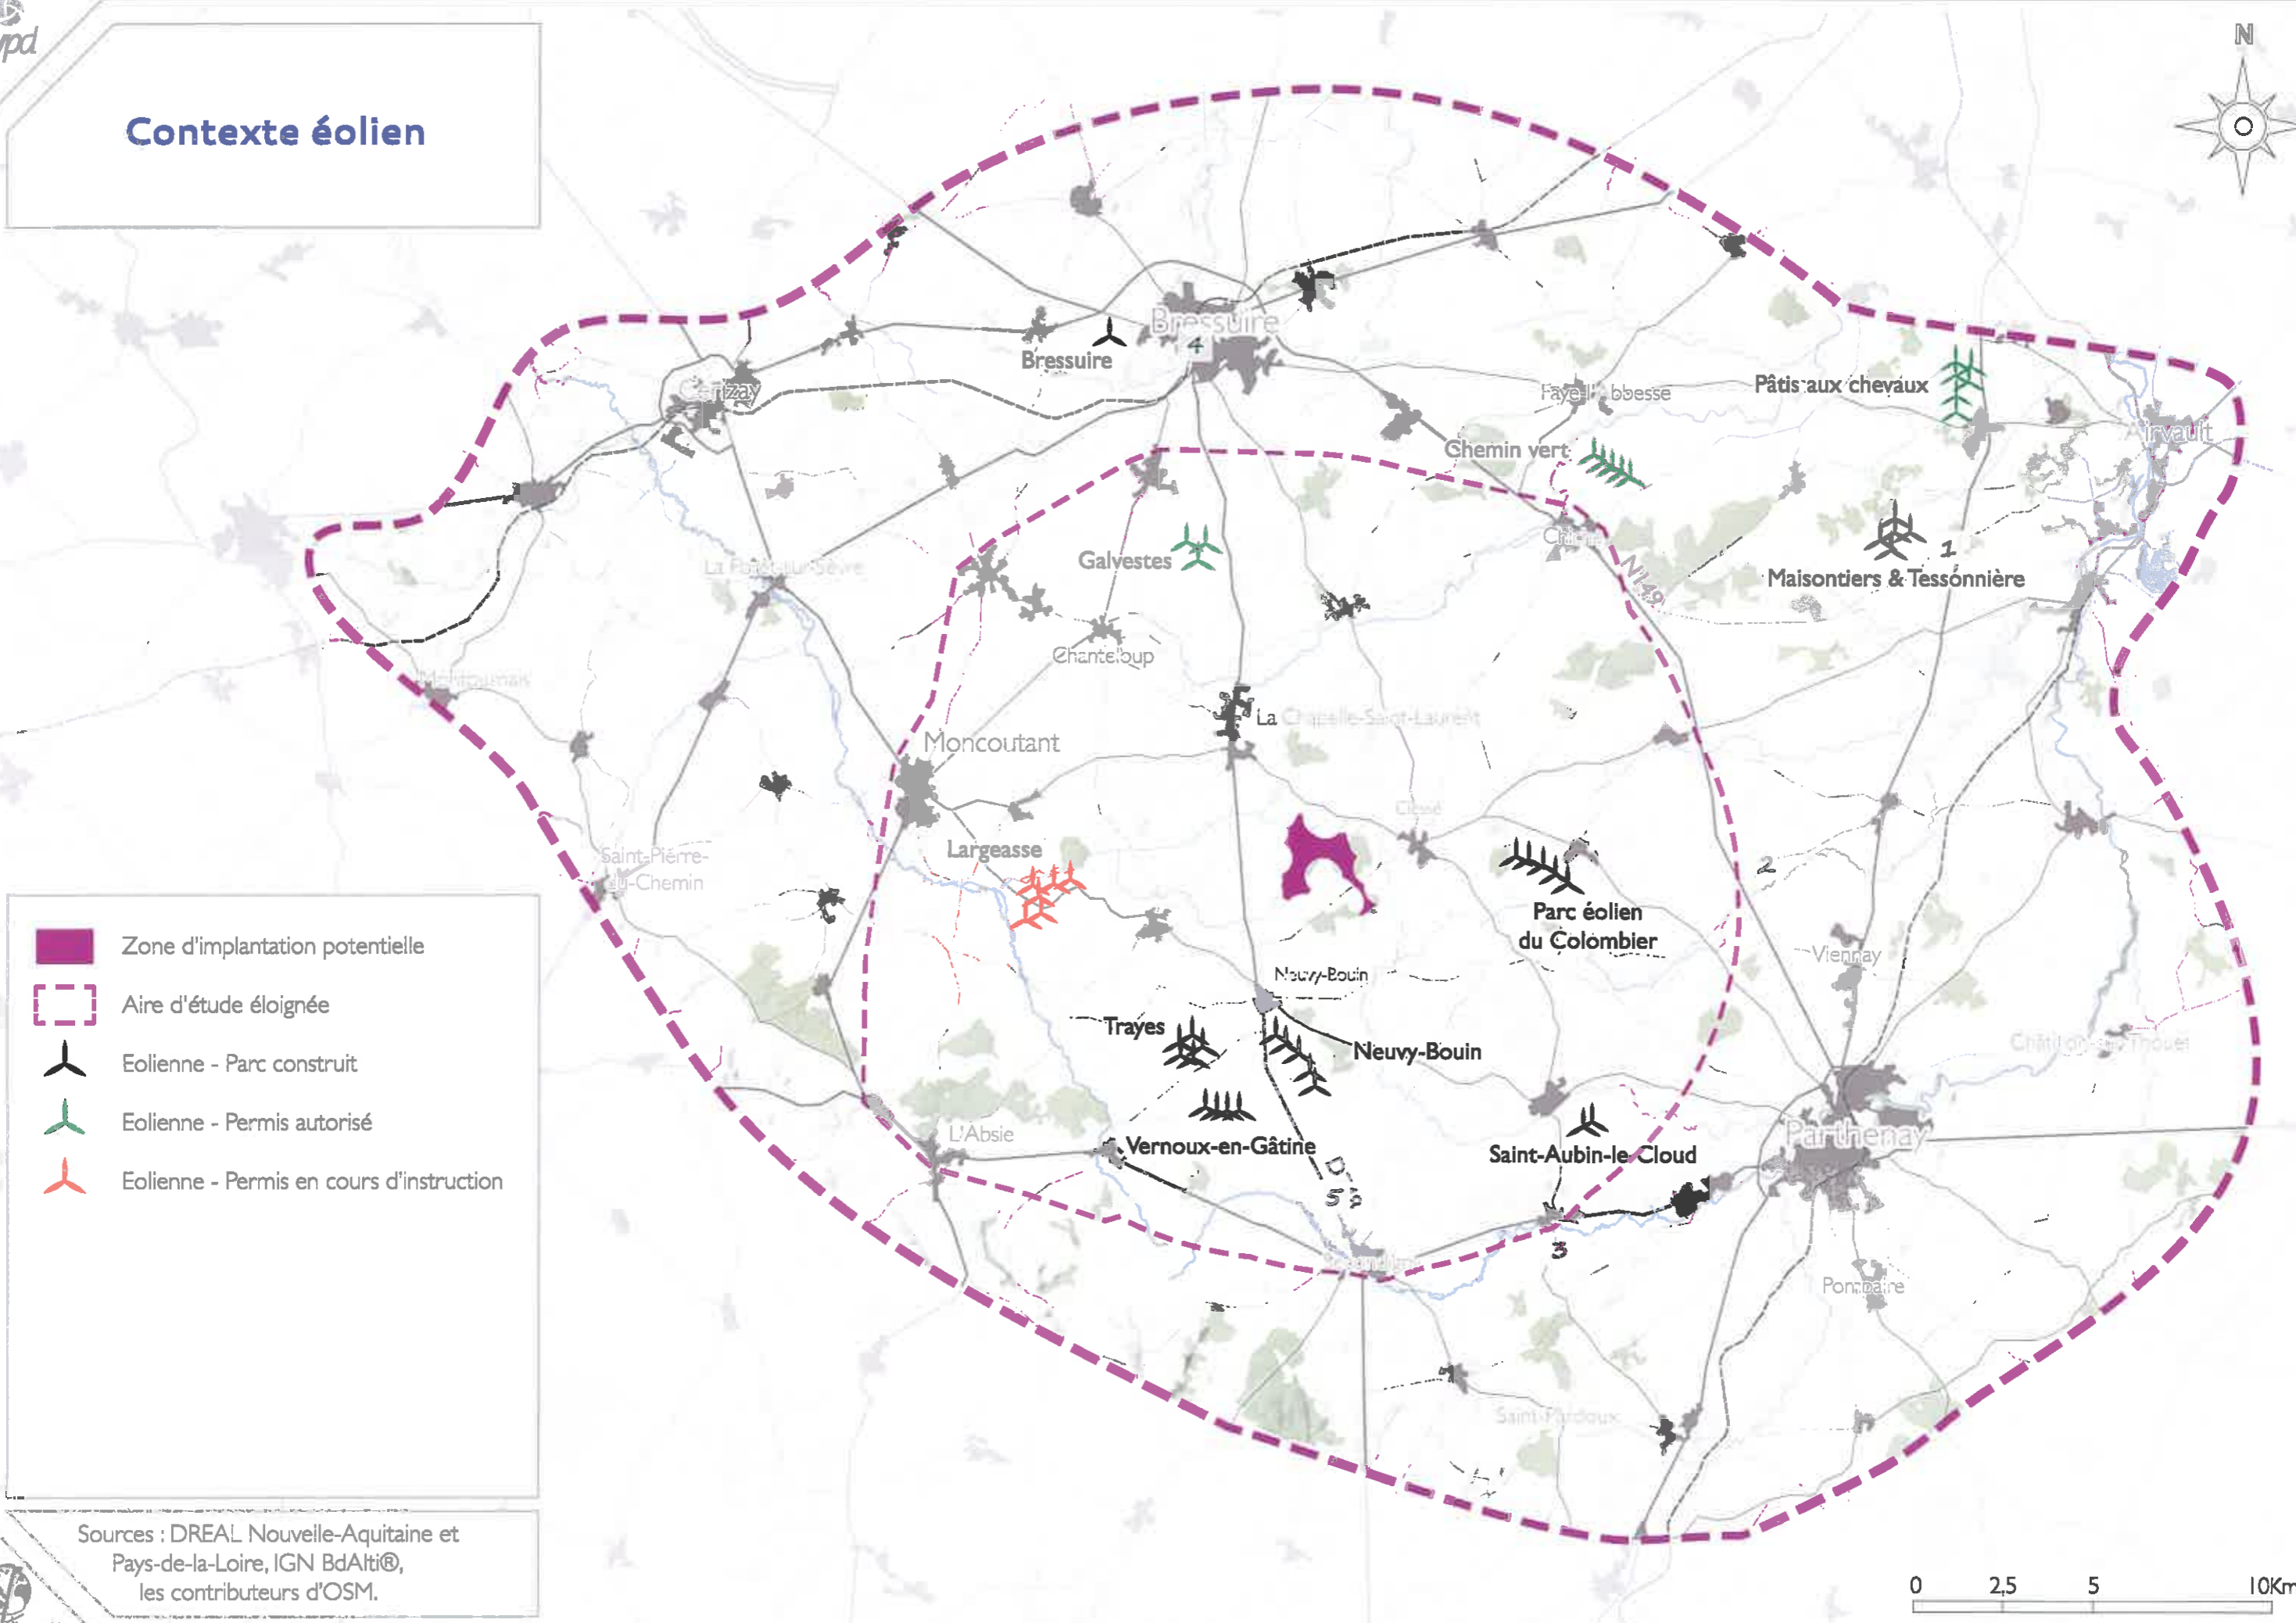 Contexte éolien
N
Bressuire
4
Bressuire
Cerizay
Faye-l'Abbesse
Pâtis aux chevaux
Airvault
Chemin vert
Galvestes
Chiché
N149
1
Maisontiers & Tessonnière
La Forêt-sur-Sèvre
Chanteloup
La Chapelle-Saint-Laurent
Moncoutant
Clessé
Largeasse
Saint-Pierre-
du-Chemin
2
Parc éolien
du Colombier
Viennay
Neuvy-Bouin
Trayes
Neuvy-Bouin
Châtillon-sur-Thouet
L'Absie
Vernoux-en-Gâtine
Saint-Aubin-le-Cloud
Parthenay
5
3
Secondigny
Pompaire
Saint-Pardoux
Zone d'implantation potentielle
Aire d'étude éloignée
Eolienne - Parc construit
Eolienne - Permis autorisé
Eolienne - Permis en cours d'instruction
Sources : DREAL Nouvelle-Aquitaine et
Pays-de-la-Loire, IGN BdAlti®,
les contributeurs d'OSM.
0 2,5 5 10Km